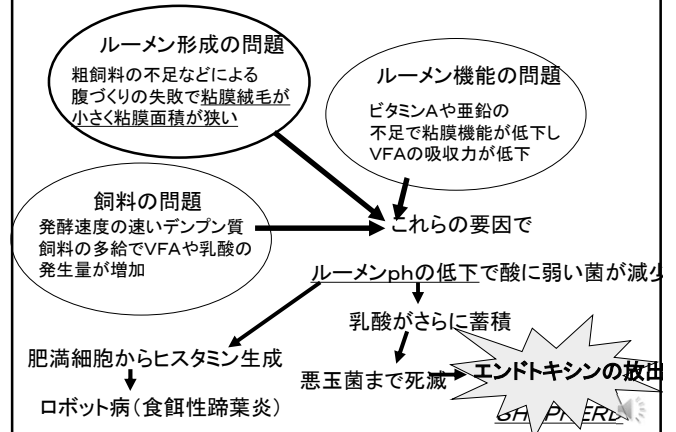 ルーメン形成の問題
粗飼料の不足などによる
腹づくりの失敗で粘膜絨毛が
小さく粘膜面積が狭い
ルーメン機能の問題
ビタミンAや亜鉛の
不足で粘膜機能が低下し
VFAの吸収力が低下
飼料の問題
発酵速度の速いデンプン質
飼料の多給でVFAや乳酸の
発生量が増加
これらの要因で
ルーメンphの低下で酸に弱い菌が減少
乳酸がさらに蓄積
肥満細胞からヒスタミン生成
悪玉菌まで死滅
エンドトキシンの放出
ロボット病(食餌性蹄葉炎)
SHEPHERD